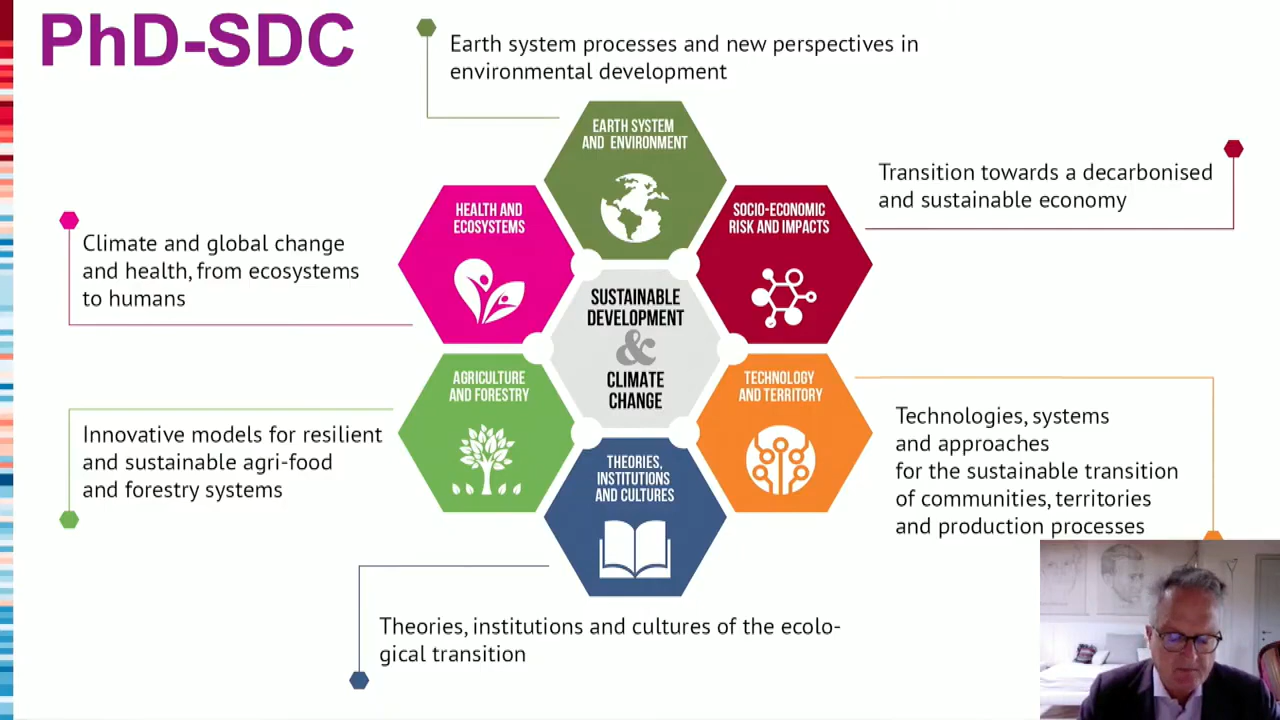 PhD-SDC
Earth system processes and new perspectives in
environmental development
EARTH SYSTEM
AND ENVIRONMENT
Transition towards a decarbonised
and sustainable economy
SOCIO-ECONOMIC
RISK AND IMPACTS
HEALTH AND
ECOSYSTEMS
Climate and global change
and health, from ecosystems
to humans
SUSTAINABLE
DEVELOPMENT
&
CLIMATE
CHANGE
AGRICULTURE
AND FORESTRY
TECHNOLOGY
AND TERRITORY
Innovative models for resilient
and sustainable agri-food
and forestry systems
Technologies, systems
and approaches
for the sustainable transition
of communities, territories
and production processes
THEORIES,
INSTITUTIONS
AND CULTURES
Theories, institutions and cultures of the ecolo-
gical transition